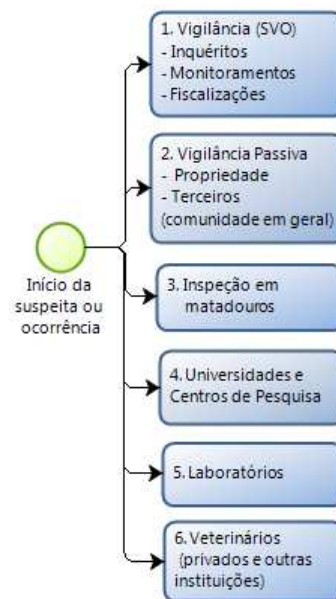 1. Vigilância (SVO)
- Inquéritos
- Monitoramentos
- Fiscalizações
2. Vigilância Passiva
- Propriedade
- Terceiros
(comunidade em geral)
Início da
suspeita ou
ocorrência
3. Inspeção em
matadouros
4. Universidades e
Centros de Pesquisa
5. Laboratórios
6. Veterinários
(privados e outras
instituições)